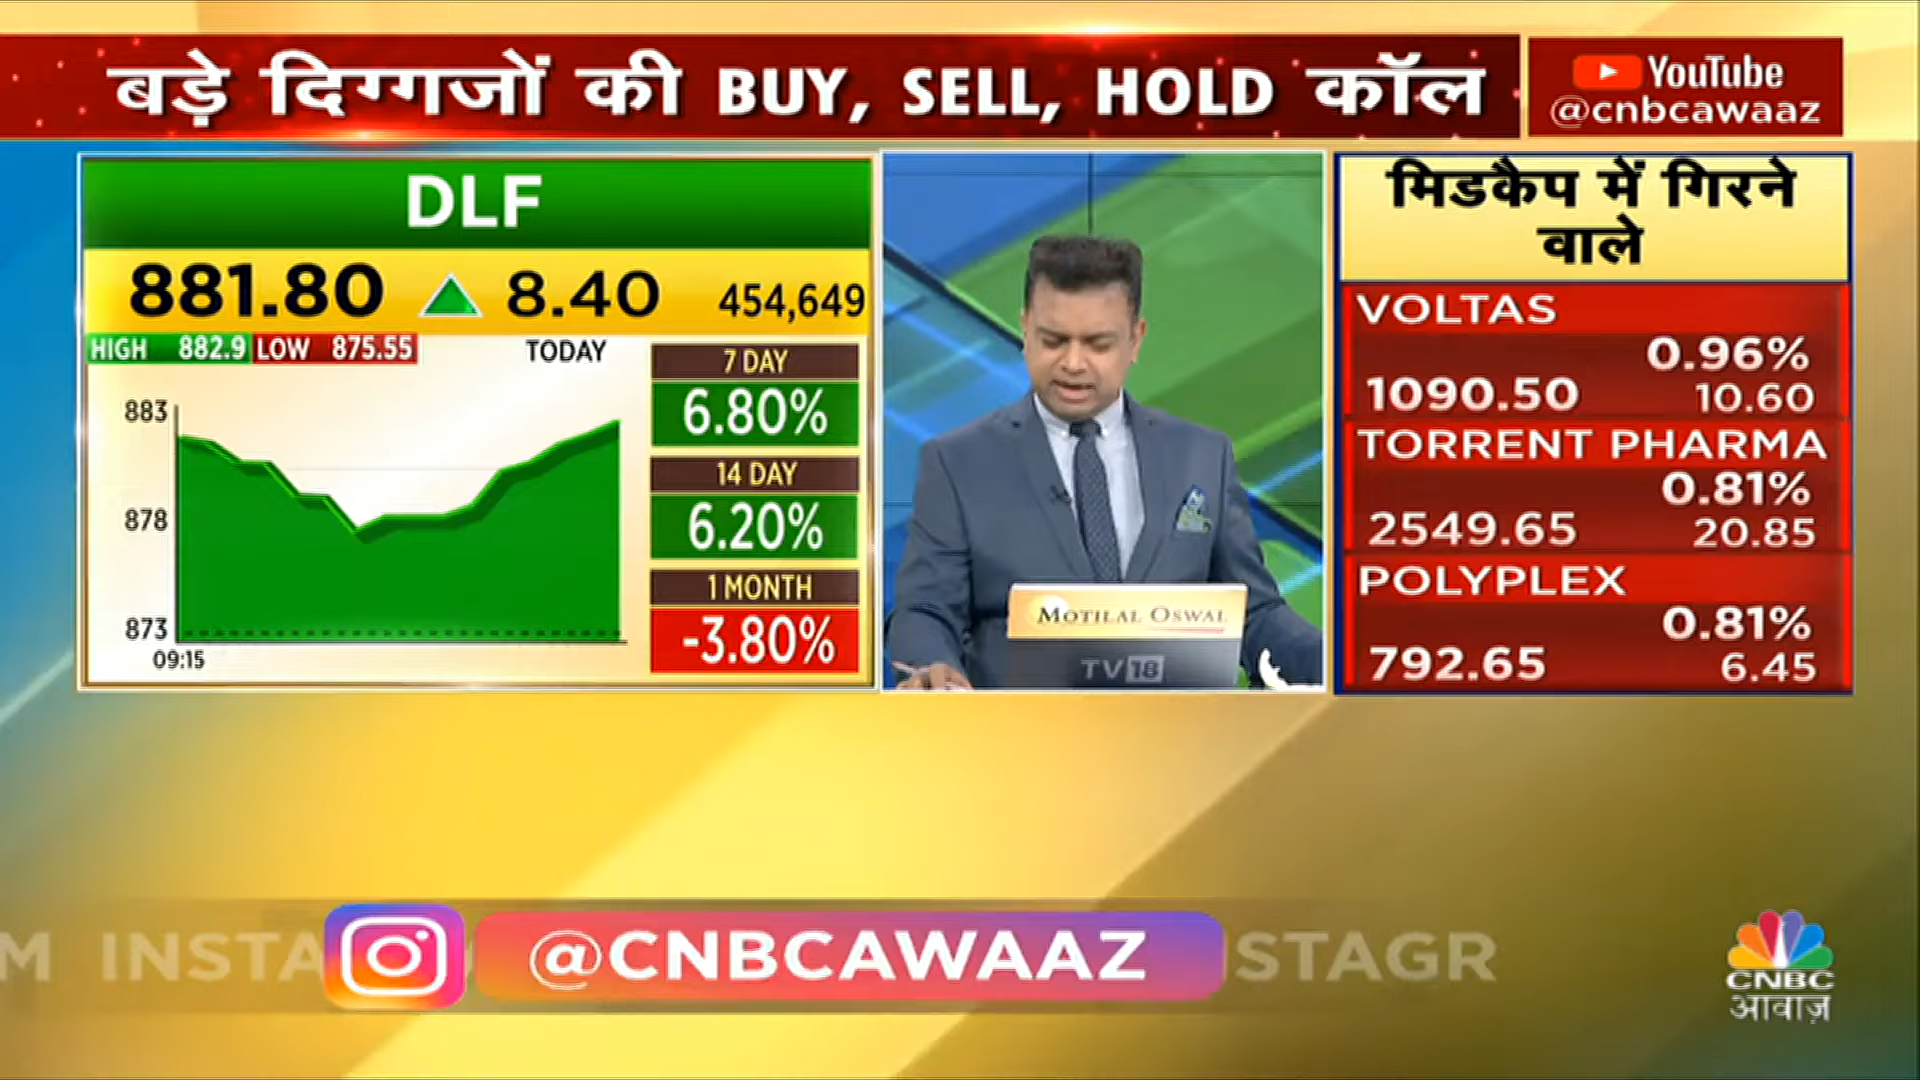 बड़े दिग्गजों की BUY, SELL, HOLD कॉल
YouTube
@cnbcawaaz
DLF
881.80 8.40 454,649
HIGH 882.9 LOW 875.55 TODAY
883
878
873
09:15
7 DAY
6.80%
14 DAY
6.20%
1 MONTH
-3.80%
MOTILAL OSWAL
TV18
मिडकैप में गिरने
वाले
VOLTAS
0.96%
1090.50 10.60
TORRENT PHARMA
0.81%
2549.65 20.85
POLYPLEX
0.81%
792.65 6.45
M INSTA @CNBCAWAAZ STAGR
CNBC
आवाज़